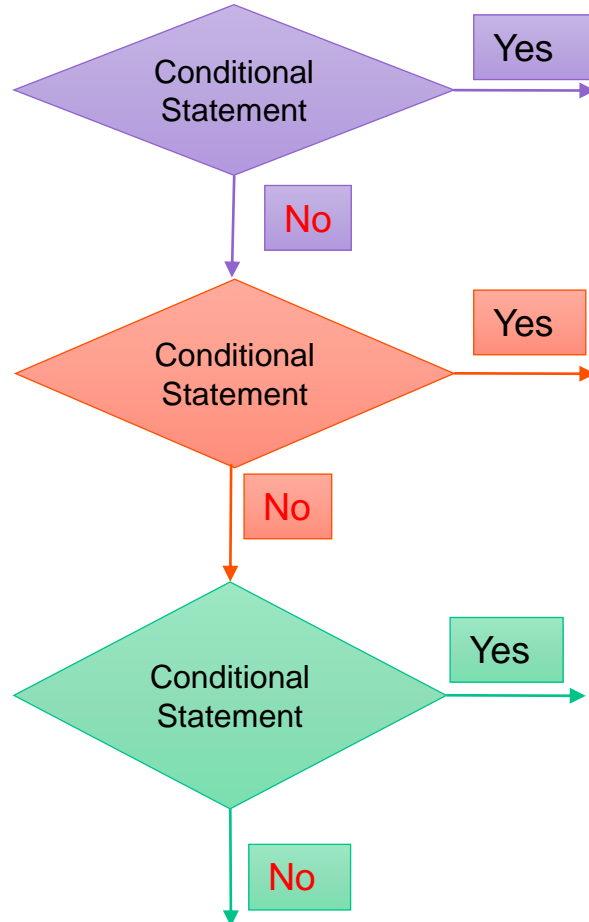 Yes
Conditional
Statement
No
Yes
Conditional
Statement
No
Yes
Conditional
Statement
No